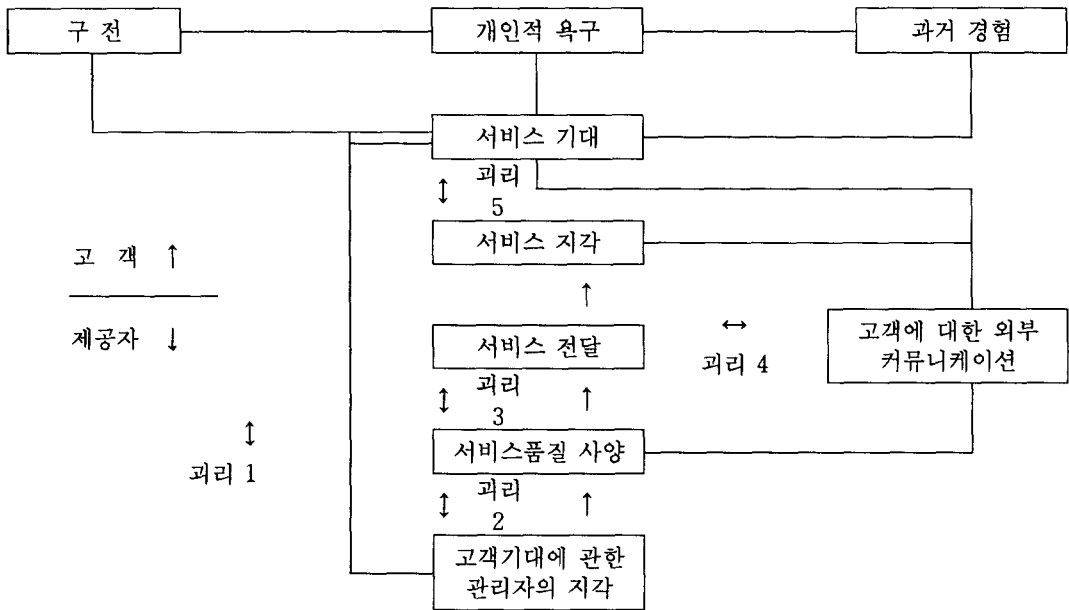 구 전
개인적 욕구
과거 경험
서비스 기대
↕ 괴리
5
서비스 지각
고 객 ↑
제공자 ↓
↑
서비스 전달
↔
괴리 4
고객에 대한 외부
커뮤니케이션
↕ 괴리 ↑
3
서비스품질 사양
↕
괴리 1
↕ 괴리 ↑
2
고객기대에 관한
관리자의 지각